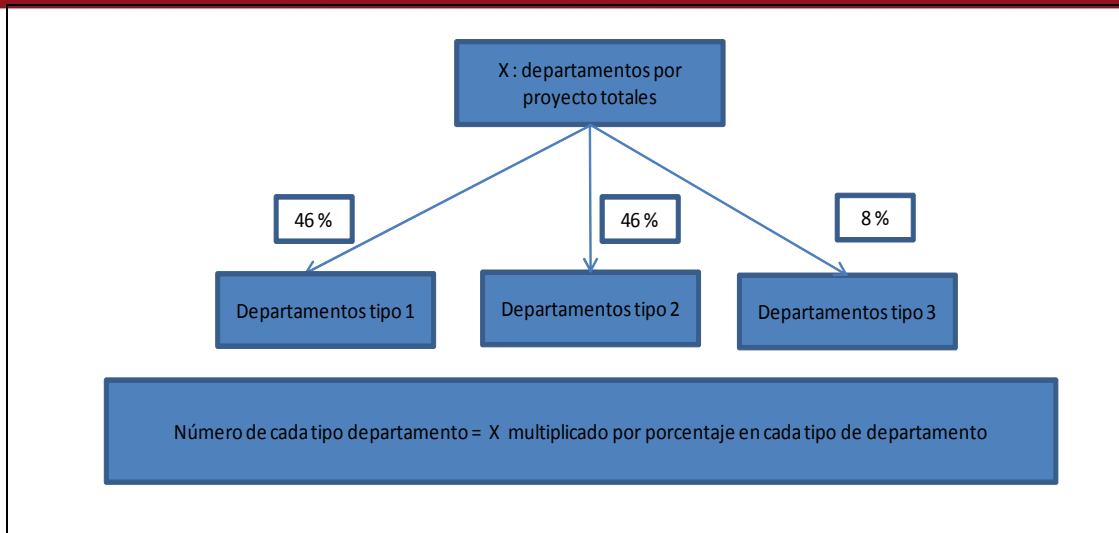 X : departamentos por
proyecto totales
46 %
46 %
8 %
Departamentos tipo 1
Departamentos tipo 2
Departamentos tipo 3
Número de cada tipo departamento = X multiplicado por porcentaje en cada tipo de departamento